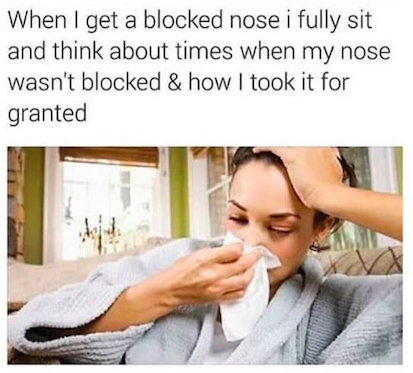 When I get a blocked nose i fully sit
and think about times when my nose
wasn't blocked & how I took it for
granted